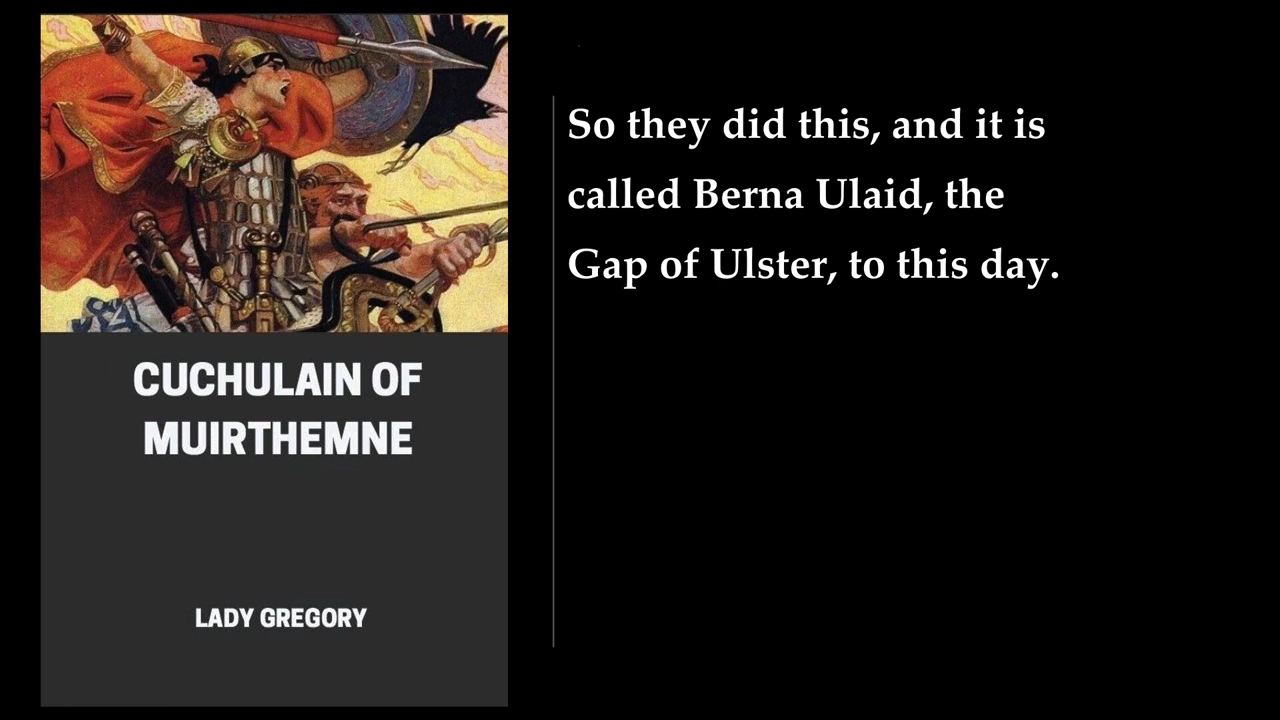 CUCHULAIN OF
MUIRTHEMNE
LADY GREGORY
So they did this, and it is
called Berna Ulaid, the
Gap of Ulster, to this day.